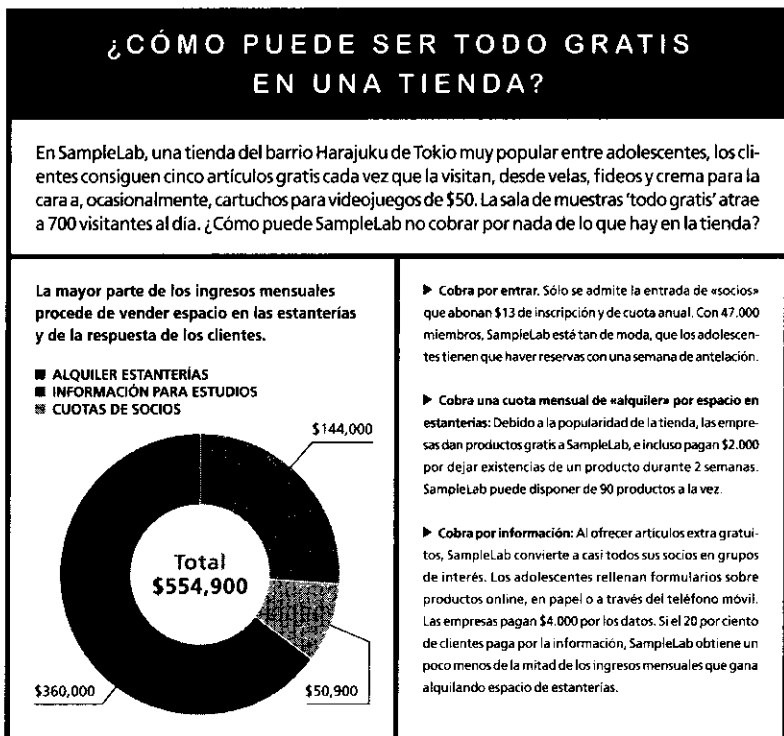 ¿CÓMO PUEDE SER TODO GRATIS
EN UNA TIENDA?
En SampleLab, una tienda del barrio Harajuku de Tokio muy popular entre adolescentes, los cli-
entes consiguen cinco artículos gratis cada vez que la visitan, desde velas, fideos y crema para la
cara a, ocasionalmente, cartuchos para videojuegos de $50. La sala de muestras 'todo gratis' atrae
a 700 visitantes al día. ¿Cómo puede SampleLab no cobrar por nada de lo que hay en la tienda?
La mayor parte de los ingresos mensuales
procede de vender espacio en las estanterías
y de la respuesta de los clientes.
■ ALQUILER ESTANTERÍAS
■ INFORMACIÓN PARA ESTUDIOS
■ CUOTAS DE SOCIOS
$144,000
Total
$554,900
$360,000
$50,900
▶ Cobra por entrar. Sólo se admite la entrada de «socios»
que abonan $13 de inscripción y de cuota anual. Con 47.000
miembros, SampleLab está tan de moda, que los adolescen-
tes tienen que haver reservas con una semana de antelación.
▶ Cobra una cuota mensual de «alquiler» por espacio en
estanterias: Debido a la popularidad de la tienda, las empre-
sas dan productos gratis a SampleLab, e incluso pagan $2.000
por dejar existencias de un producto durante 2 semanas.
SampleLab puede disponer de 90 productos a la vez.
▶ Cobra por información: Al ofrecer artículos extra gratui-
tos, SampleLab convierte a casi todos sus socios en grupos
de interés. Los adolescentes rellenan formularios sobre
productos online, en papel o a través del teléfono móvil.
Las empresas pagan $4.000 por los datos. Si el 20 por ciento
de clientes paga por la información, SampleLab obtiene un
poco menos de la mitad de los ingresos mensuales que gana
alquilando espacio de estanterías.